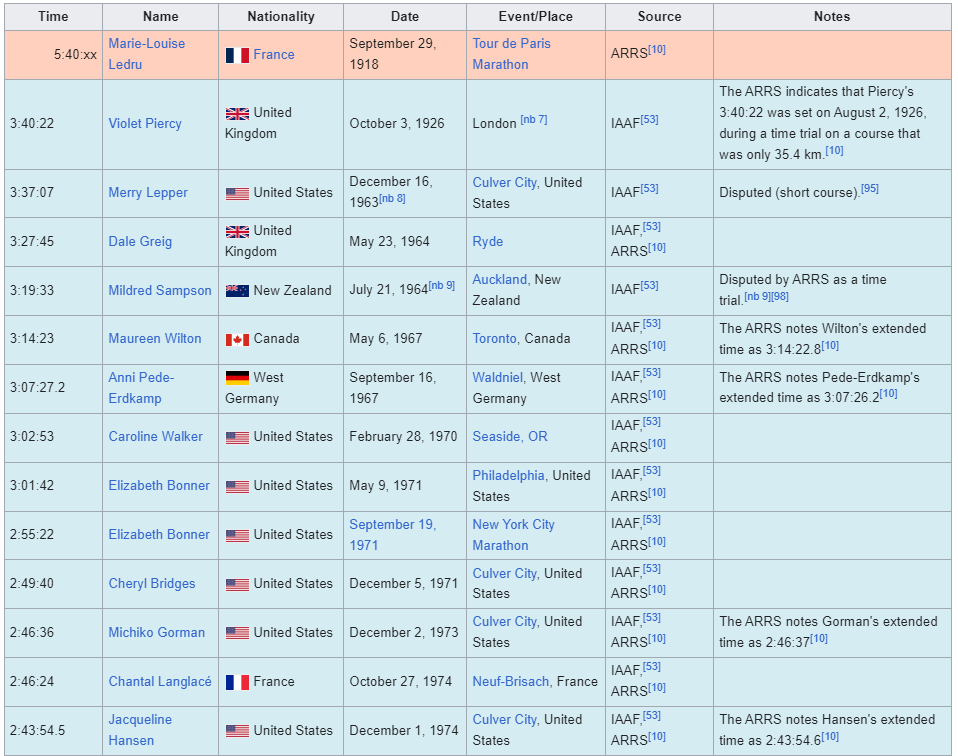 Time Name Nationality Date Event/Place Source Notes
5:40:xx Marie-Louise Ledru France September 29, 1918 Tour de Paris Marathon ARRS[10]
3:40:22 Violet Piercy United Kingdom October 3, 1926 London [nb 7] IAAF[53] The ARRS indicates that Piercy's 3:40:22 was set on August 2, 1926, during a time trial on a course that was only 35.4 km.[10]
3:37:07 Merry Lepper United States December 16, 1963[nb 8] Culver City, United States IAAF[53] Disputed (short course).[95]
3:27:45 Dale Greig United Kingdom May 23, 1964 Ryde IAAF,[53] ARRS[10]
3:19:33 Mildred Sampson New Zealand July 21, 1964[nb 9] Auckland, New Zealand IAAF[53] Disputed by ARRS as a time trial.[nb 9][98]
3:14:23 Maureen Wilton Canada May 6, 1967 Toronto, Canada IAAF,[53] ARRS[10] The ARRS notes Wilton's extended time as 3:14:22.8[10]
3:07:27.2 Anni Pede-Erdkamp West Germany September 16, 1967 Waldniel, West Germany IAAF,[53] ARRS[10] The ARRS notes Pede-Erdkamp's extended time as 3:07:26.2[10]
3:02:53 Caroline Walker United States February 28, 1970 Seaside, OR IAAF,[53] ARRS[10]
3:01:42 Elizabeth Bonner United States May 9, 1971 Philadelphia, United States IAAF,[53] ARRS[10]
2:55:22 Elizabeth Bonner United States September 19, 1971 New York City Marathon IAAF,[53] ARRS[10]
2:49:40 Cheryl Bridges United States December 5, 1971 Culver City, United States IAAF,[53] ARRS[10]
2:46:36 Michiko Gorman United States December 2, 1973 Culver City, United States IAAF,[53] ARRS[10] The ARRS notes Gorman's extended time as 2:46:37[10]
2:46:24 Chantal Langlacé France October 27, 1974 Neuf-Brisach, France IAAF,[53] ARRS[10]
2:43:54.5 Jacqueline Hansen United States December 1, 1974 Culver City, United States IAAF,[53] ARRS[10] The ARRS notes Hansen's extended time as 2:43:54.6[10]